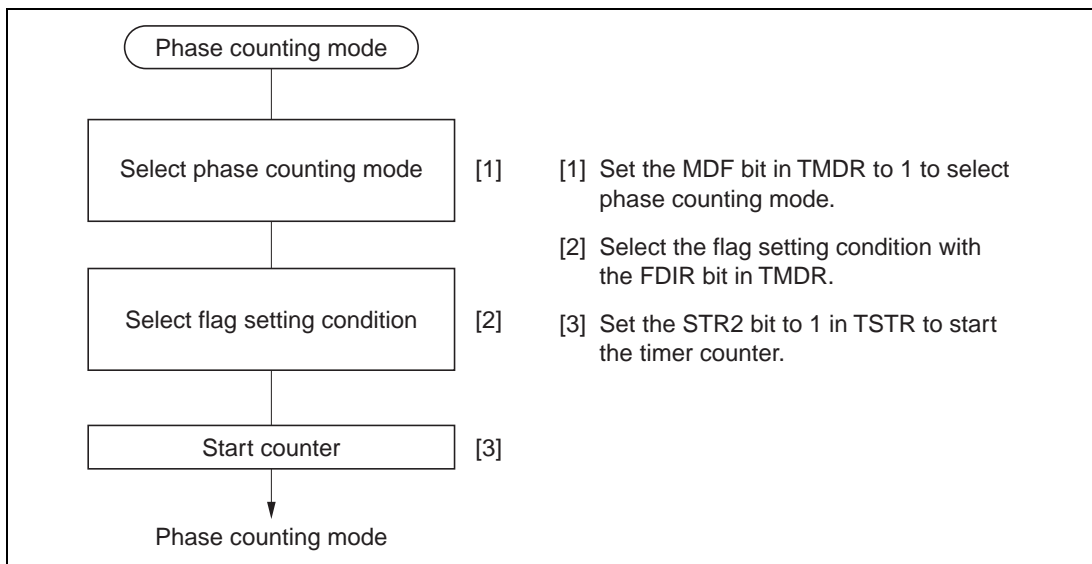 Phase counting mode
Select phase counting mode
[1]
[1] Set the MDF bit in TMDR to 1 to select
phase counting mode.
[2] Select the flag setting condition with
the FDIR bit in TMDR.
Select flag setting condition
[2]
[3] Set the STR2 bit to 1 in TSTR to start
the timer counter.
Start counter
[3]
Phase counting mode